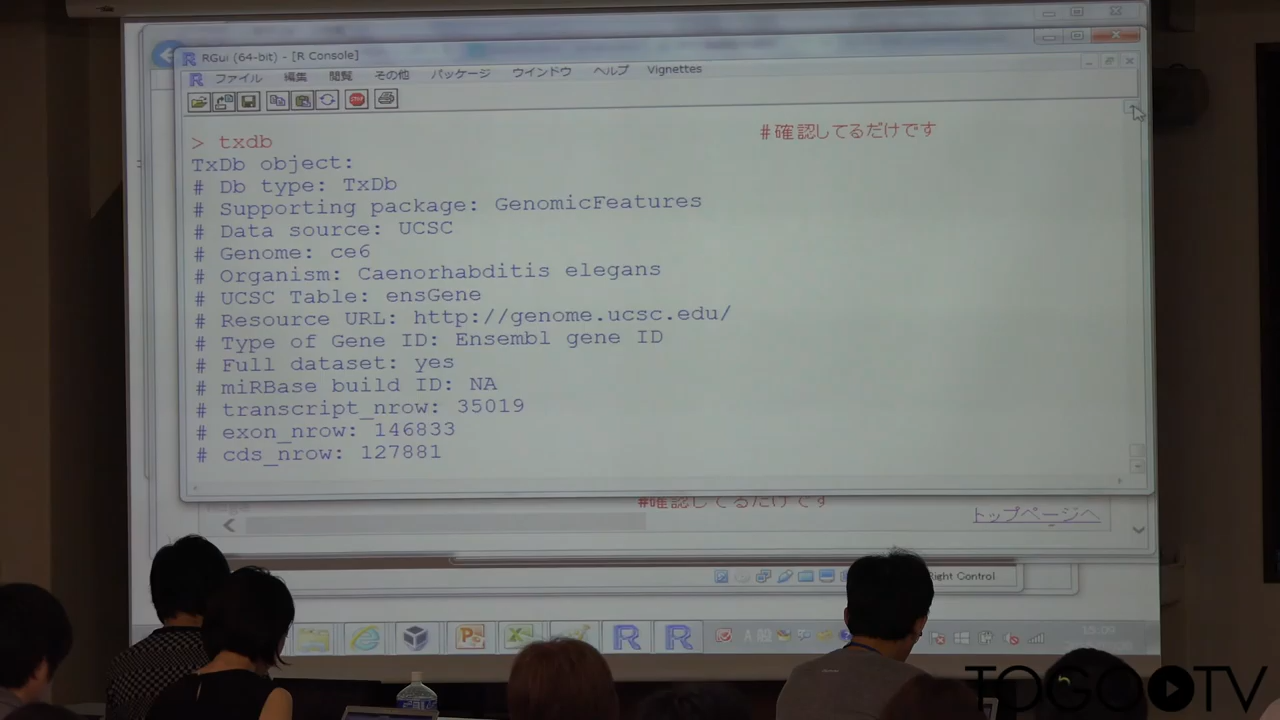 RGui (64-bit) - [R Console]
ファイル 編集 閲覧 その他 パッケージ ウインドウ ヘルプ Vignettes
> txdb #確認してるだけです
TxDb object:
# Db type: TxDb
# Supporting package: GenomicFeatures
# Data source: UCSC
# Genome: ce6
# Organism: Caenorhabditis elegans
# UCSC Table: ensGene
# Resource URL: http://genome.ucsc.edu/
# Type of Gene ID: Ensembl gene ID
# Full dataset: yes
# miRBase build ID: NA
# transcript_nrow: 35019
# exon_nrow: 146833
# cds_nrow: 127881
#確認してるだけです
トップページへ
Right Control
TOGOTV